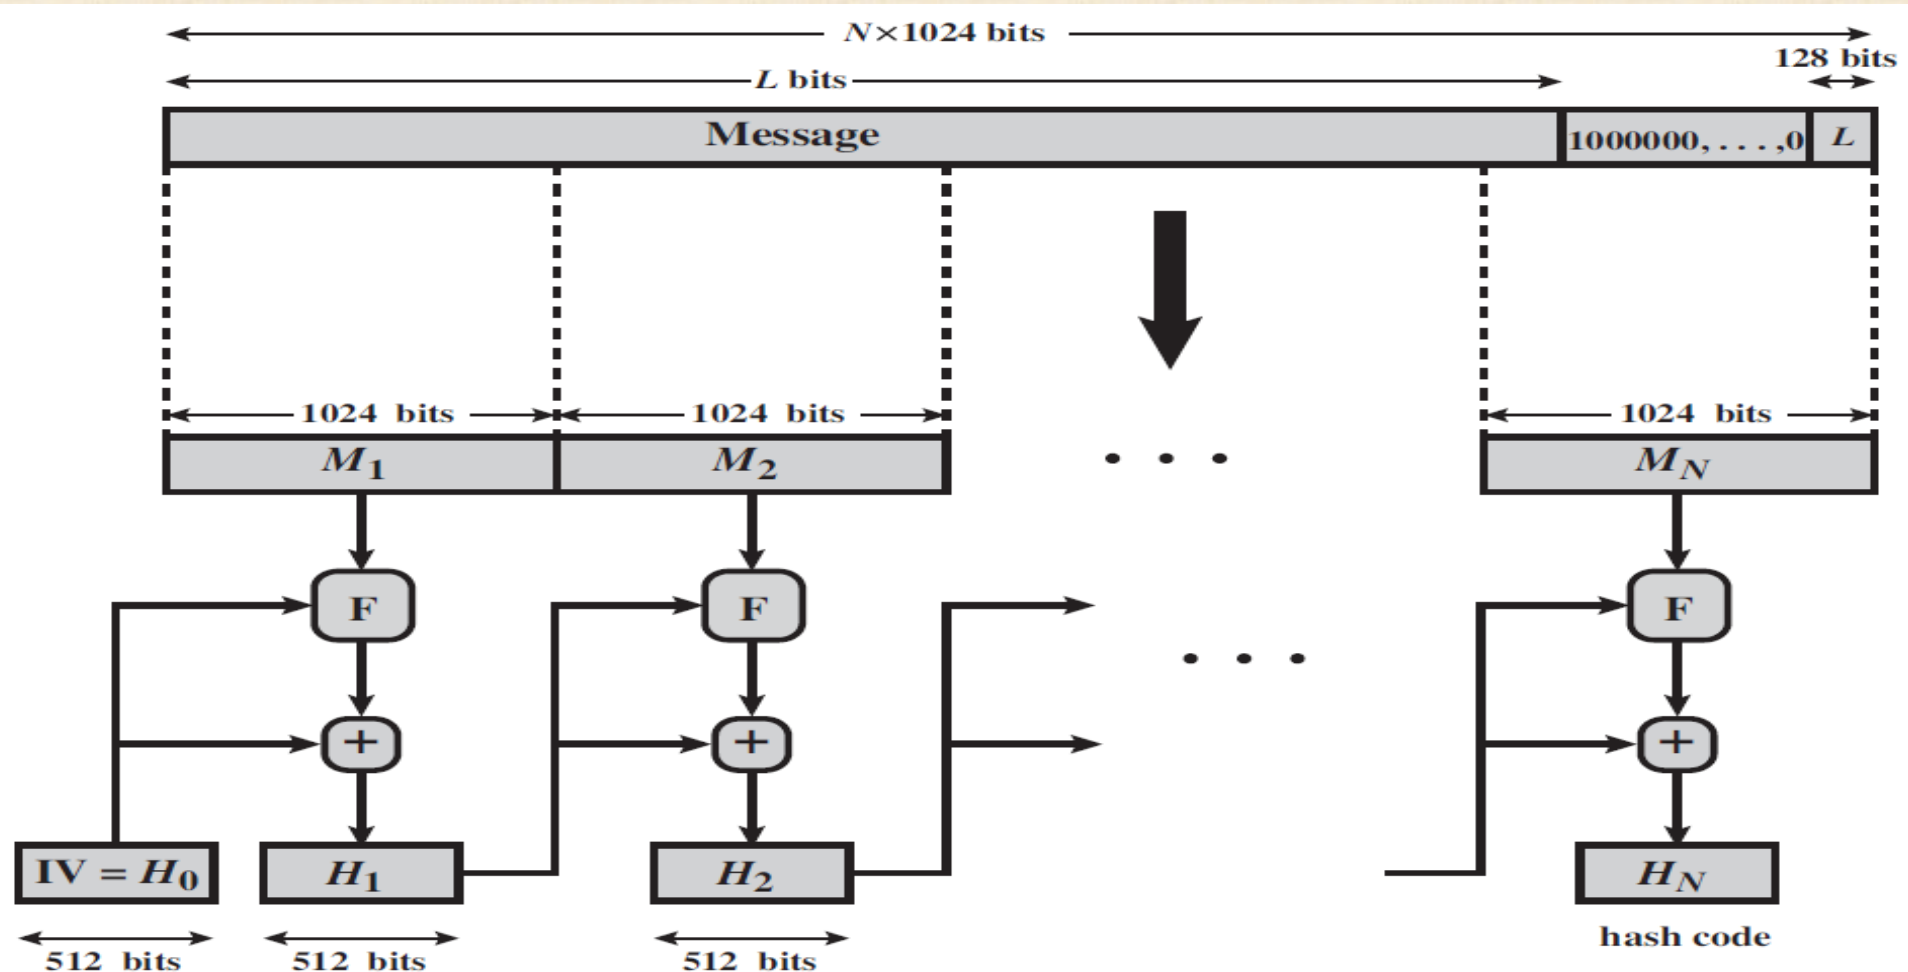 N×1024 bits
128 bits
L bits
Message
1000000, . . . ,0
L
1024 bits
1024 bits
1024 bits
M1
M2
. . .
MN
F
F
F
. . .
+
+
+
IV = H0
H1
H2
HN
hash code
512 bits
512 bits
512 bits